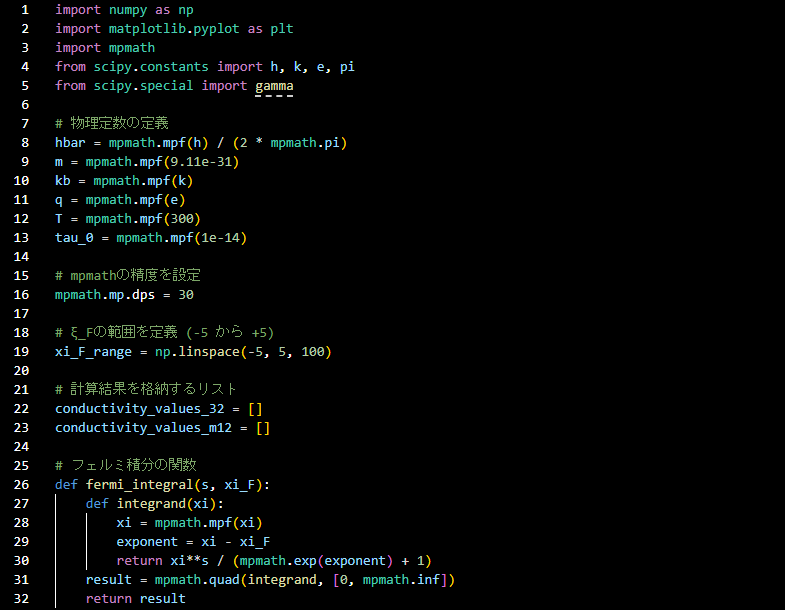 1 import numpy as np
2 import matplotlib.pyplot as plt
3 import mpmath
4 from scipy.constants import h, k, e, pi
5 from scipy.special import gamma
6
7 # 物理定数の定義
8 hbar = mpmath.mpf(h) / (2 * mpmath.pi)
9 m = mpmath.mpf(9.11e-31)
10 kb = mpmath.mpf(k)
11 q = mpmath.mpf(e)
12 T = mpmath.mpf(300)
13 tau_0 = mpmath.mpf(1e-14)
14
15 # mpmathの精度を設定
16 mpmath.mp.dps = 30
17
18 # ξ_Fの範囲を定義 (-5 から +5)
19 xi_F_range = np.linspace(-5, 5, 100)
20
21 # 計算結果を格納するリスト
22 conductivity_values_32 = []
23 conductivity_values_m12 = []
24
25 # フェルミ積分の関数
26 def fermi_integral(s, xi_F):
27     def integrand(xi):
28         xi = mpmath.mpf(xi)
29         exponent = xi - xi_F
30         return xi**s / (mpmath.exp(exponent) + 1)
31     result = mpmath.quad(integrand, [0, mpmath.inf])
32     return result